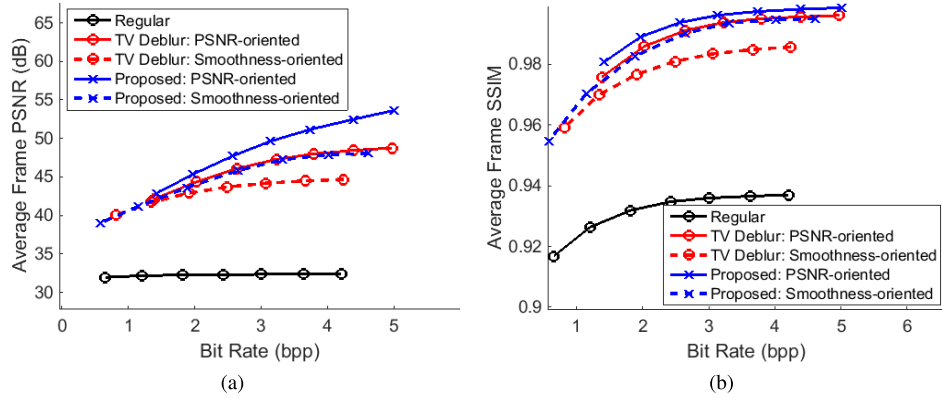 Average Frame PSNR (dB)
65
60
55
50
45
40
35
30
0 1 2 3 4 5
Bit Rate (bpp)
Regular
TV Deblur: PSNR-oriented
TV Deblur: Smoothness-oriented
Proposed: PSNR-oriented
Proposed: Smoothness-oriented
(a)
Average Frame SSIM
0.98
0.96
0.94
0.92
0.9
1 2 3 4 5 6
Bit Rate (bpp)
Regular
TV Deblur: PSNR-oriented
TV Deblur: Smoothness-oriented
Proposed: PSNR-oriented
Proposed: Smoothness-oriented
(b)